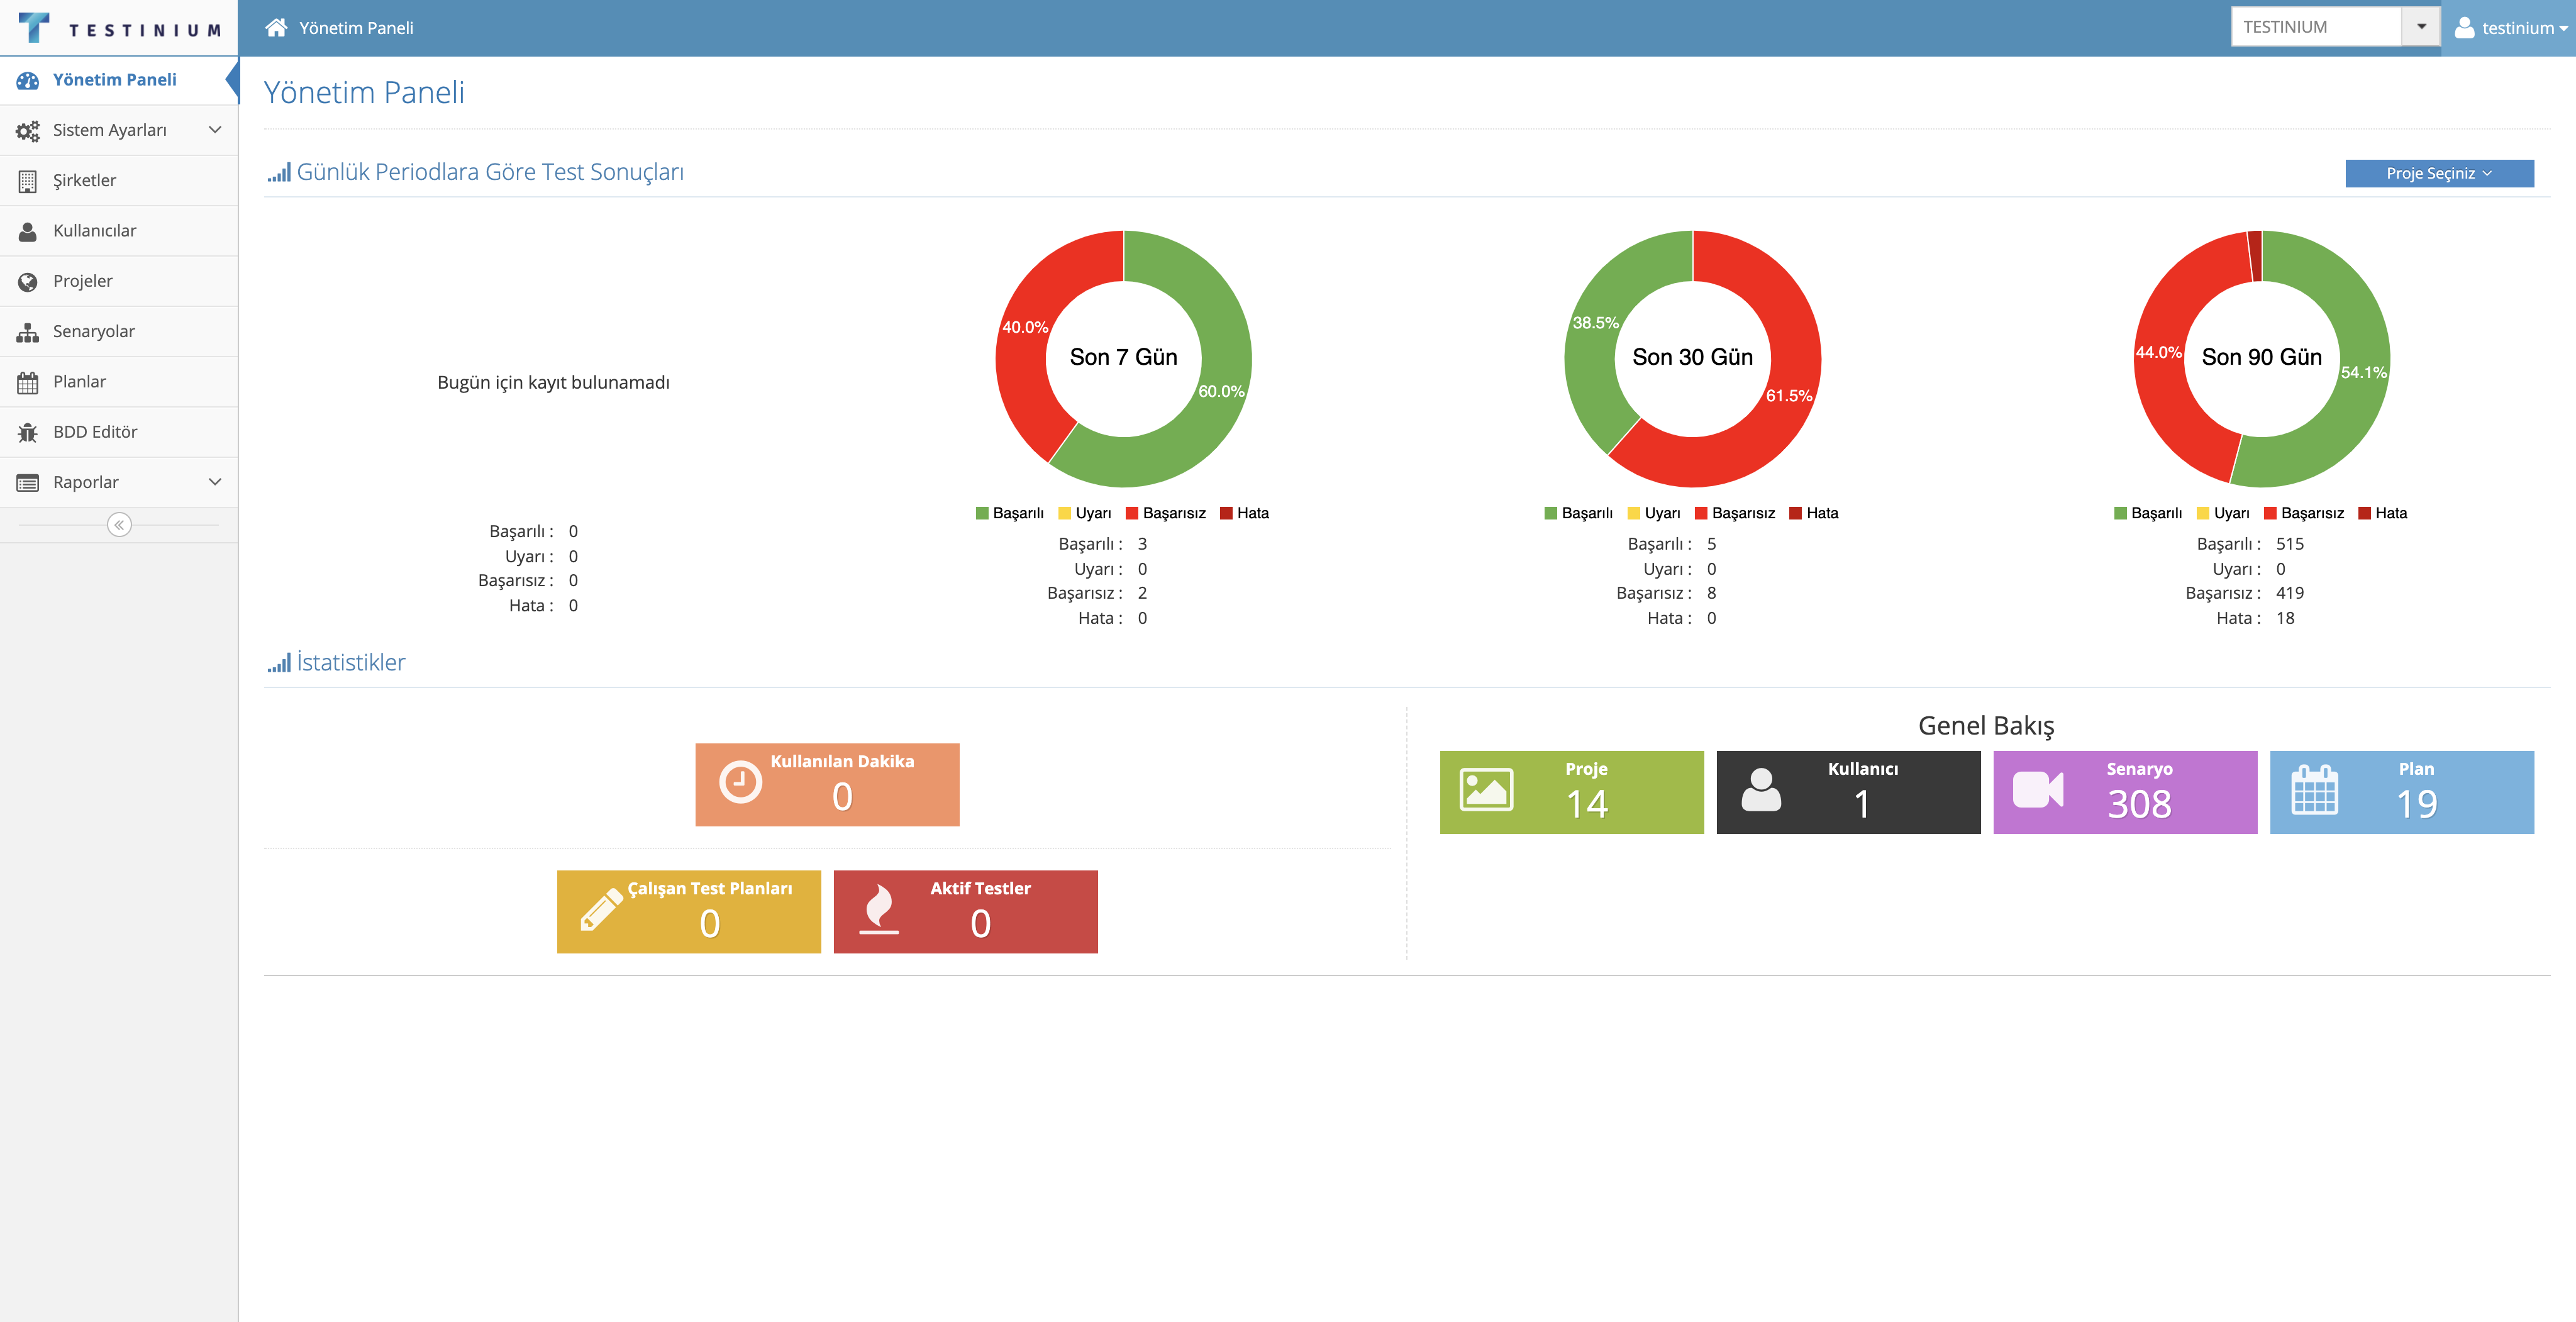 TESTINIUM
Yönetim Paneli
TESTINIUM
testinium
Yönetim Paneli
Sistem Ayarları
Şirketler
Kullanıcılar
Projeler
Senaryolar
Planlar
BDD Editör
Raporlar
Yönetim Paneli
Günlük Periodlara Göre Test Sonuçları
Proje Seçiniz
Bugün için kayıt bulunamadı
Başarılı : 0
Uyarı : 0
Başarısız : 0
Hata : 0
40.0%
Son 7 Gün
60.0%
Başarılı Uyarı Başarısız Hata
Başarılı : 3
Uyarı : 0
Başarısız : 2
Hata : 0
38.5%
Son 30 Gün
61.5%
Başarılı Uyarı Başarısız Hata
Başarılı : 5
Uyarı : 0
Başarısız : 8
Hata : 0
44.0%
Son 90 Gün
54.1%
Başarılı Uyarı Başarısız Hata
Başarılı : 515
Uyarı : 0
Başarısız : 419
Hata : 18
İstatistikler
Kullanılan Dakika
0
Çalışan Test Planları
0
Aktif Testler
0
Genel Bakış
Proje
14
Kullanıcı
1
Senaryo
308
Plan
19